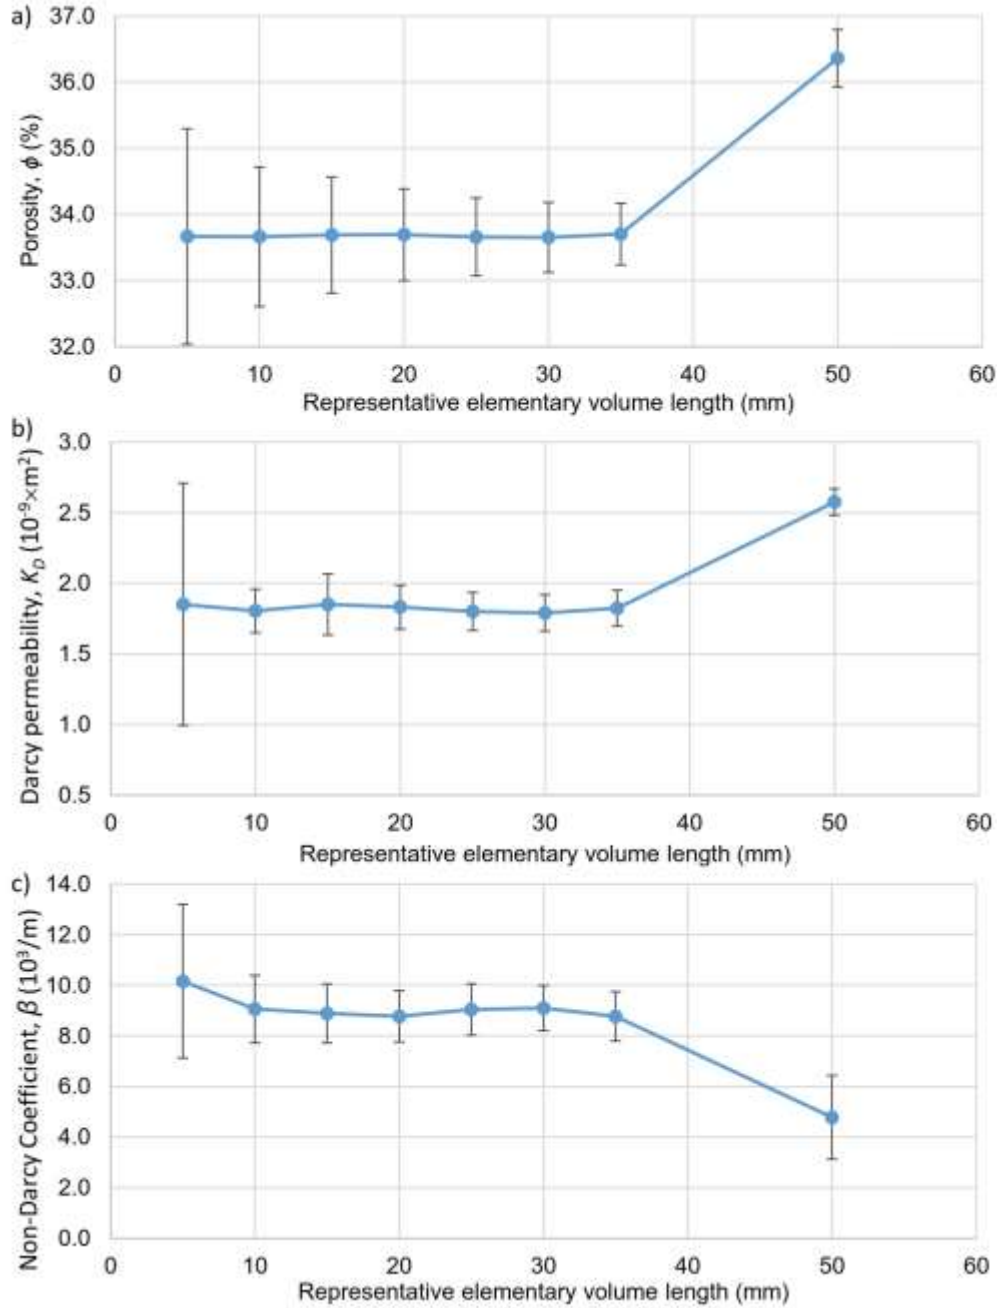 a)
37.0
36.0
35.0
34.0
33.0
32.0
Porosity, ϕ (%)
0 10 20 30 40 50 60
Representative elementary volume length (mm)
b)
3.0
2.5
2.0
1.5
1.0
0.5
Darcy permeability, K_D (10⁻⁹×m²)
0 10 20 30 40 50 60
Representative elementary volume length (mm)
c)
14.0
12.0
10.0
8.0
6.0
4.0
2.0
0.0
Non-Darcy Coefficient, β (10³/m)
0 10 20 30 40 50 60
Representative elementary volume length (mm)